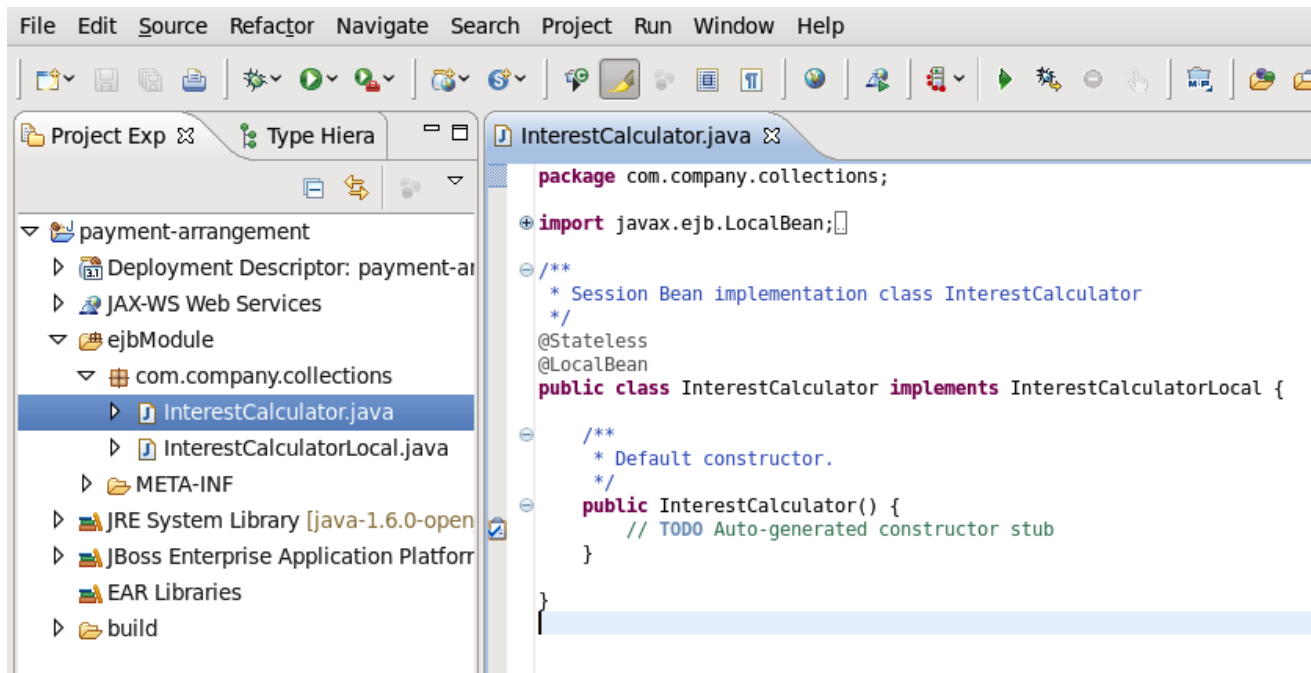 File Edit Source Refactor Navigate Search Project Run Window Help
Project Exp
Type Hiera
InterestCalculator.java
payment-arrangement
Deployment Descriptor: payment-ar
3.1
JAX-WS Web Services
ejbModule
com.company.collections
InterestCalculator.java
InterestCalculatorLocal.java
META-INF
JRE System Library [java-1.6.0-open
JBoss Enterprise Application Platforr
EAR Libraries
build
package com.company.collections;
import javax.ejb.LocalBean;
/**
* Session Bean implementation class InterestCalculator
*/
@Stateless
@LocalBean
public class InterestCalculator implements InterestCalculatorLocal {
/**
* Default constructor.
*/
public InterestCalculator() {
// TODO Auto-generated constructor stub
}
}